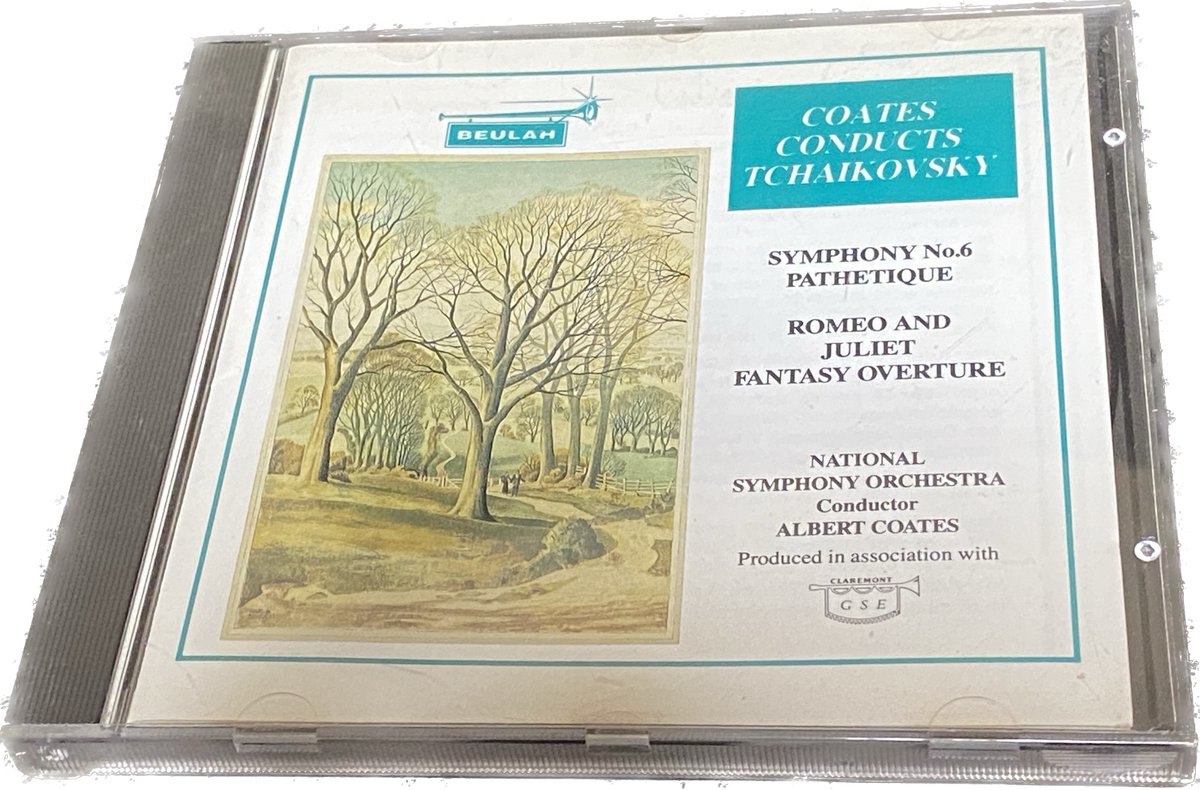 BEULAH
COATES
CONDUCTS
TCHAIKOVSKY
SYMPHONY No.6
PATHETIQUE
ROMEO AND
JULIET
FANTASY OVERTURE
NATIONAL
SYMPHONY ORCHESTRA
Conductor
ALBERT COATES
Produced in association with
CLAREMONT
GSE